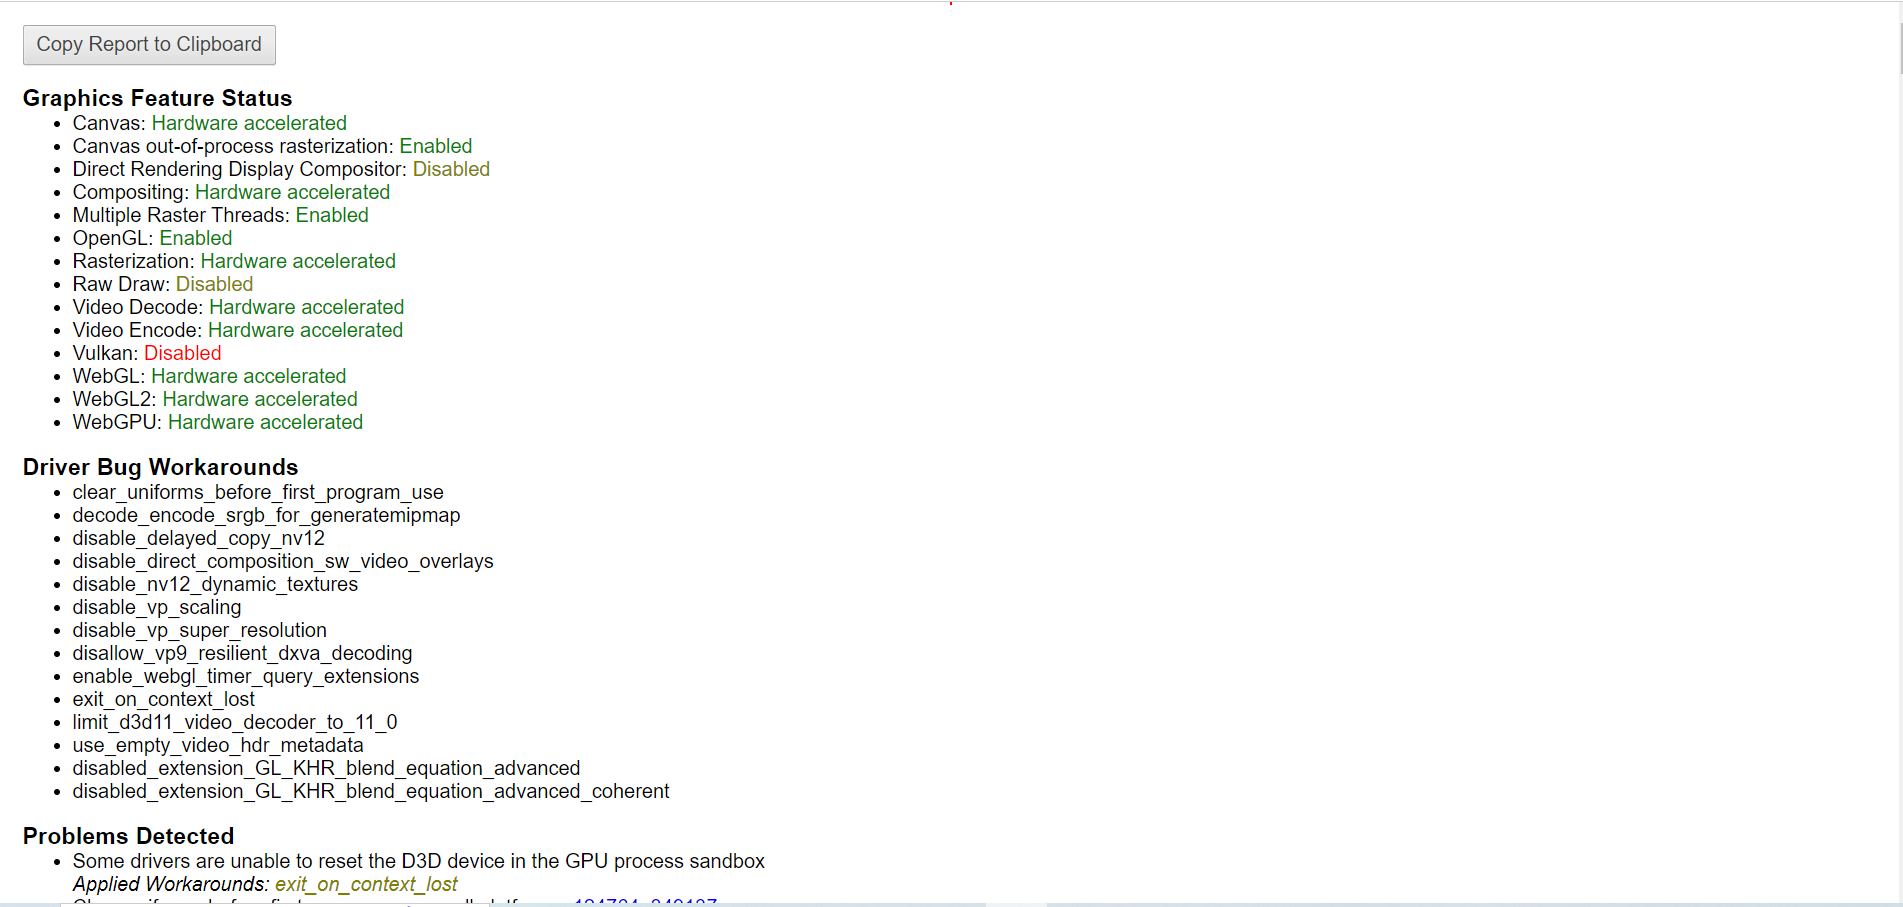 Copy Report to Clipboard
Graphics Feature Status
Canvas: Hardware accelerated
Canvas out-of-process rasterization: Enabled
Direct Rendering Display Compositor: Disabled
Compositing: Hardware accelerated
Multiple Raster Threads: Enabled
OpenGL: Enabled
Rasterization: Hardware accelerated
Raw Draw: Disabled
Video Decode: Hardware accelerated
Video Encode: Hardware accelerated
Vulkan: Disabled
WebGL: Hardware accelerated
WebGL2: Hardware accelerated
WebGPU: Hardware accelerated
Driver Bug Workarounds
clear_uniforms_before_first_program_use
decode_encode_srgb_for_generatemipmap
disable_delayed_copy_nv12
disable_direct_composition_sw_video_overlays
disable_nv12_dynamic_textures
disable_vp_scaling
disable_vp_super_resolution
disallow_vp9_resilient_dxva_decoding
enable_webgl_timer_query_extensions
exit_on_context_lost
limit_d3d11_video_decoder_to_11_0
use_empty_video_hdr_metadata
disabled_extension_GL_KHR_blend_equation_advanced
disabled_extension_GL_KHR_blend_equation_advanced_coherent
Problems Detected
Some drivers are unable to reset the D3D device in the GPU process sandbox
Applied Workarounds: exit_on_context_lost